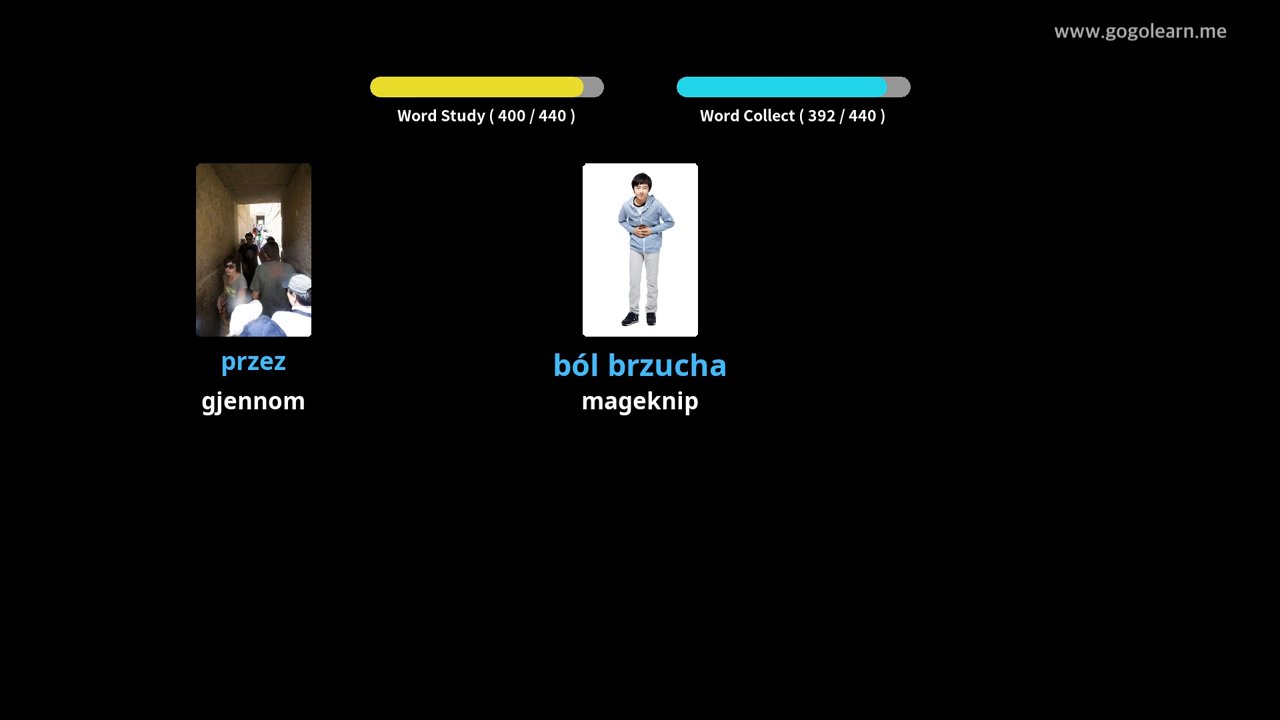 www.gogolearn.me
Word Study ( 400 / 440 )
Word Collect ( 392 / 440 )
przez
gjennom
ból brzucha
mageknip